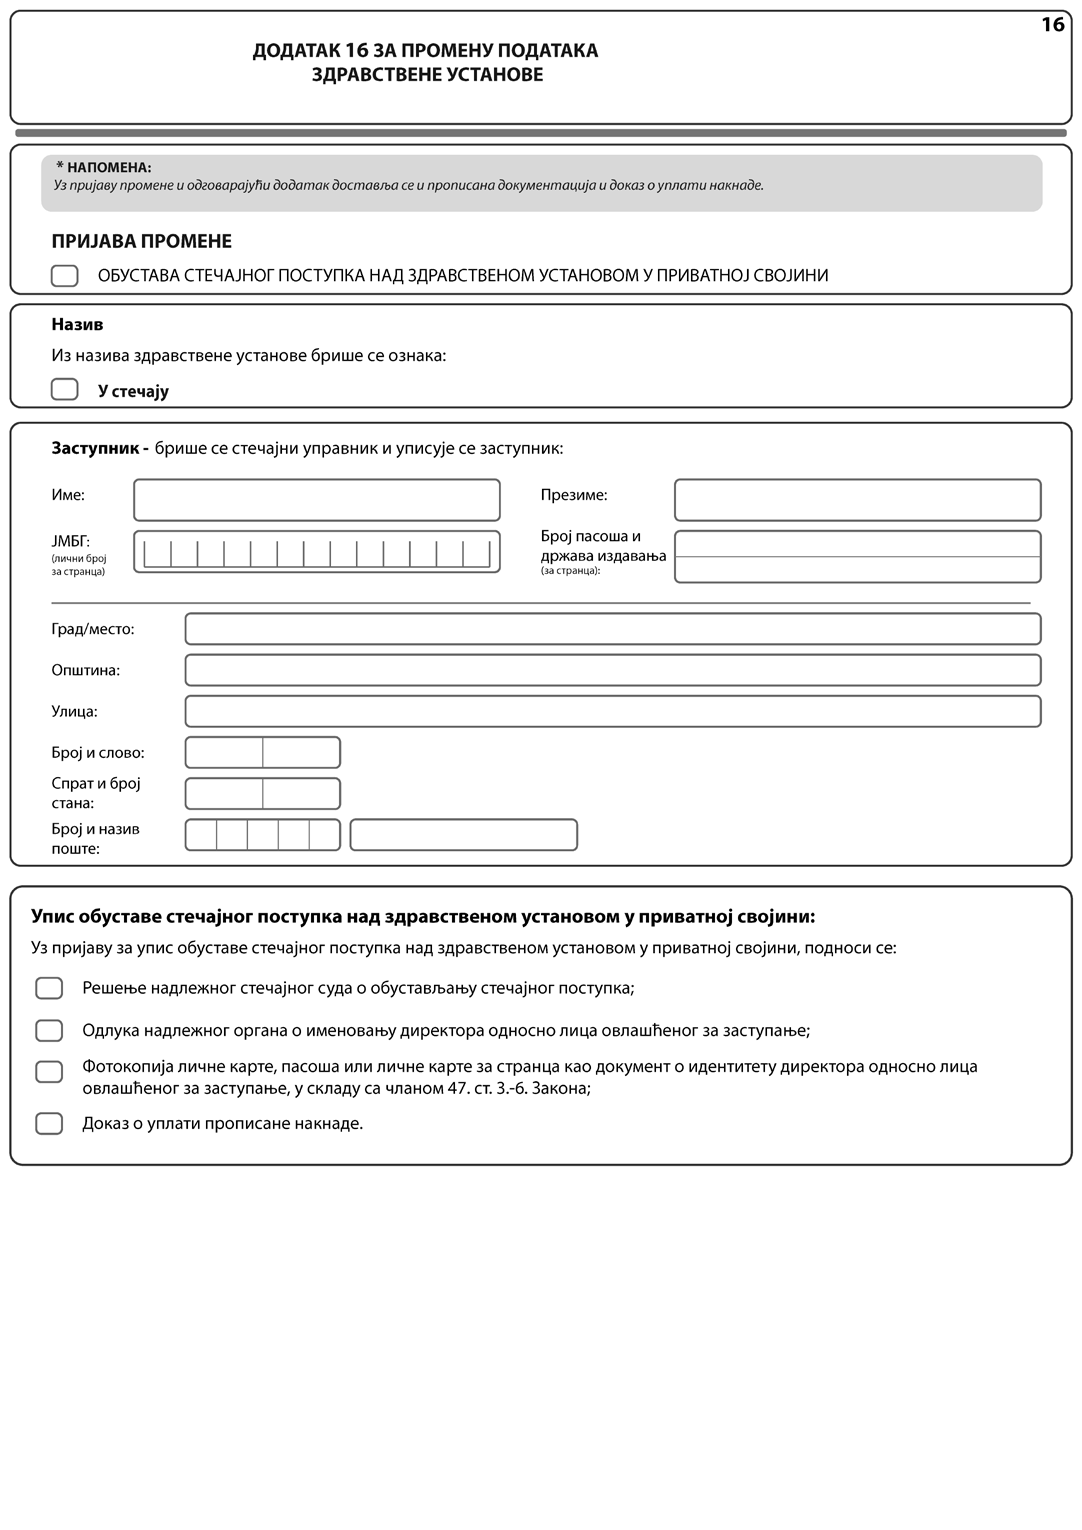 16
ДОДАТАК 16 ЗА ПРОМЕНУ ПОДАТАКА
ЗДРАВСТВЕНЕ УСТАНОВЕ
* НАПОМЕНА:
Уз пријаву промене и одговарајући додатак доставља се и прописана документација и доказ о уплати накнаде.
ПРИЈАВА ПРОМЕНЕ
ОБУСТАВА СТЕЧАЈНОГ ПОСТУПКА НАД ЗДРАВСТВЕНОМ УСТАНОВОМ У ПРИВАТНОЈ СВОЈИНИ
Назив
Из назива здравствене установе брише се ознака:
У стечају
Заступник - брише се стечајни управник и уписује се заступник:
Име:
Презиме:
ЈМБГ:
(лични број
за странца)
Број пасоша и
држава издавања
(за странца):
Град/место:
Општина:
Улица:
Број и слово:
Спрат и број
стана:
Број и назив
поште:
Упис обуставе стечајног поступка над здравственом установом у приватној својини:
Уз пријаву за упис обуставе стечајног поступка над здравственом установом у приватној својини, подноси се:
Решење надлежног стечајног суда о обустављању стечајног поступка;
Одлука надлежног органа о именовању директора односно лица овлашћеног за заступање;
Фотокопија личне карте, пасоша или личне карте за странца као документ о идентитету директора односно лица
овлашћеног за заступање, у складу са чланом 47. ст. 3.-6. Закона;
Доказ о уплати прописане накнаде.